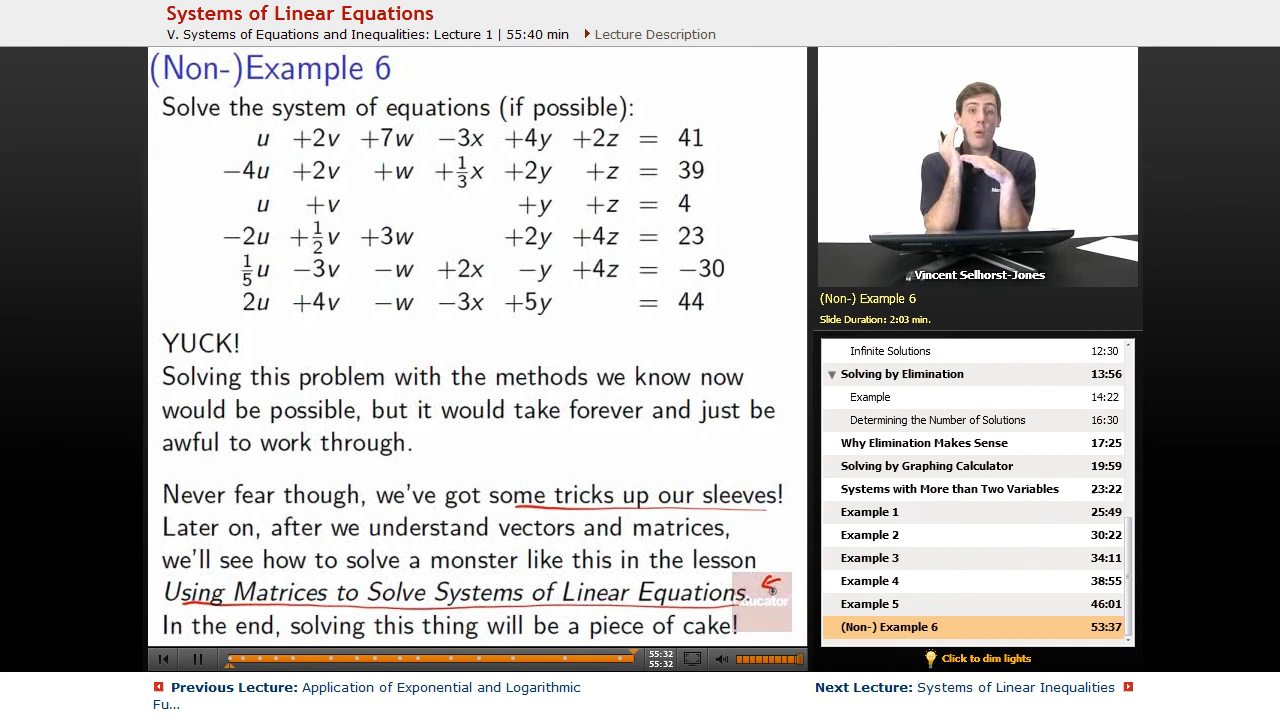 Systems of Linear Equations
V. Systems of Equations and Inequalities: Lecture 1 | 55:40 min
Lecture Description
(Non-)Example 6
Solve the system of equations (if possible):
u +2v +7w −3x +4y +2z = 41
−4u +2v +w +1/3x +2y +z = 39
u +v +y +z = 4
−2u +1/2v +3w +2y +4z = 23
1/5u −3v −w +2x −y +4z = −30
2u +4v −w −3x +5y = 44
YUCK!
Solving this problem with the methods we know now
would be possible, but it would take forever and just be
awful to work through.
Never fear though, we've got some tricks up our sleeves!
Later on, after we understand vectors and matrices,
we'll see how to solve a monster like this in the lesson
Using Matrices to Solve Systems of Linear Equations.
In the end, solving this thing will be a piece of cake!
55:32
55:32
Vincent Selhorst-Jones
(Non-) Example 6
Slide Duration: 2:03 min.
Infinite Solutions 12:30
Solving by Elimination 13:56
Example 14:22
Determining the Number of Solutions 16:30
Why Elimination Makes Sense 17:25
Solving by Graphing Calculator 19:59
Systems with More than Two Variables 23:22
Example 1 25:49
Example 2 30:22
Example 3 34:11
Example 4 38:55
Example 5 46:01
(Non-) Example 6 53:37
Click to dim lights
Previous Lecture: Application of Exponential and Logarithmic
Fu...
Next Lecture: Systems of Linear Inequalities